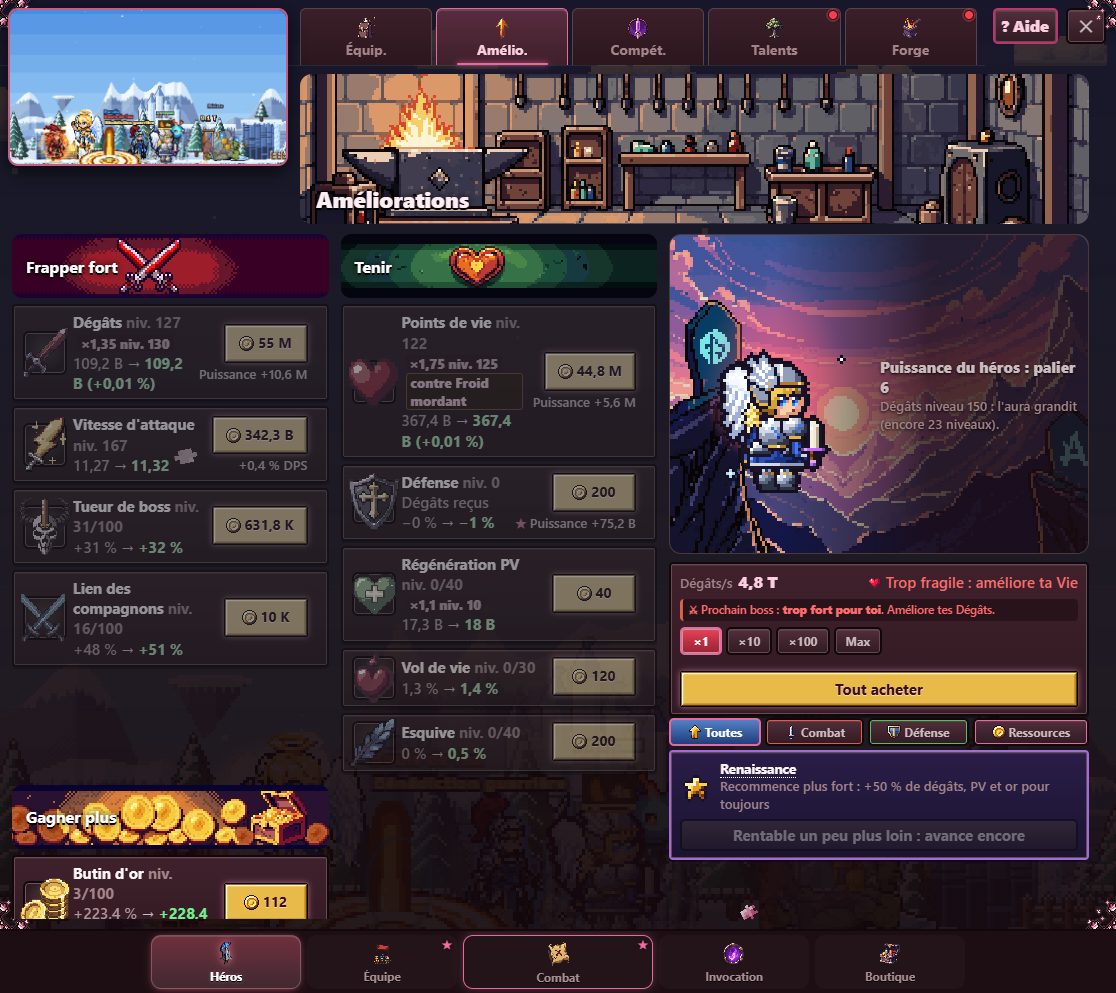 Équip.
Amélio.
Compét.
Talents
Forge
? Aide
Améliorations
Frapper fort
Dégâts niv. 127
×1,35 niv. 130
109,2 B → 109,2
B (+0,01 %)
55 M
Puissance +10,6 M
Vitesse d'attaque
niv. 167
11,27 → 11,32
342,3 B
+0,4 % DPS
Tueur de boss niv.
31/100
+31 % → +32 %
631,8 K
Lien des
compagnons niv.
16/100
+48 % → +51 %
10 K
Gagner plus
Butin d'or niv.
3/100
+223,4 % → +228,4
112
Tenir
Points de vie niv.
122
×1,75 niv. 125
contre Froid
mordant
367,4 B → 367,4
B (+0,01 %)
44,8 M
Puissance +5,6 M
Défense niv. 0
Dégâts reçus
−0 % → −1 %
200
★ Puissance +75,2 B
Régénération PV
niv. 0/40
×1,1 niv. 10
17,3 B → 18 B
40
Vol de vie niv. 0/30
1,3 % → 1,4 %
120
Esquive niv. 0/40
0 % → 0,5 %
200
Puissance du héros : palier
6
Dégâts niveau 150 : l'aura grandit
(encore 23 niveaux).
Dégâts/s 4,8 T
Trop fragile : améliore ta Vie
Prochain boss : trop fort pour toi. Améliore tes Dégâts.
×1
×10
×100
Max
Tout acheter
Toutes
Combat
Défense
Ressources
Renaissance
Recommence plus fort : +50 % de dégâts, PV et or pour
toujours
Rentable un peu plus loin : avance encore
Héros
Équipe
Combat
Invocation
Boutique